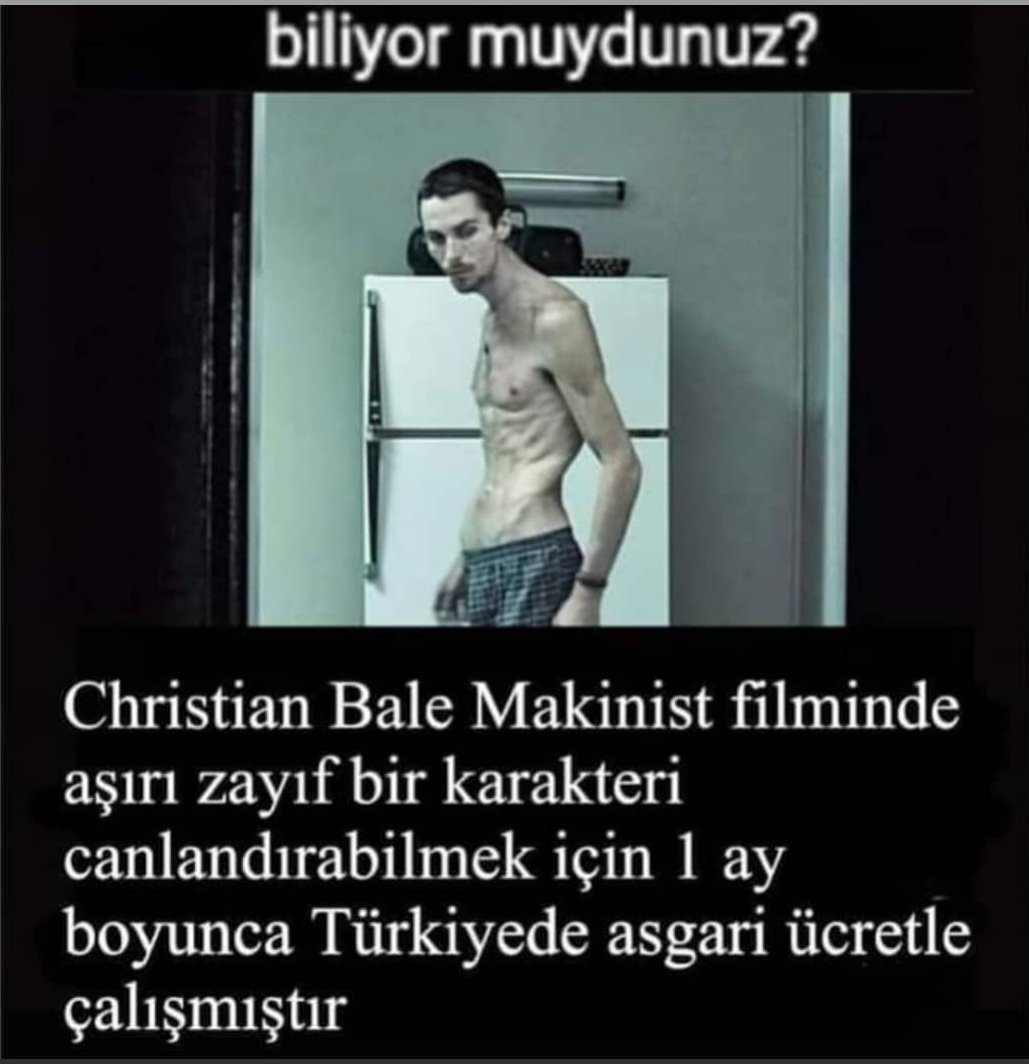 biliyor muydunuz?
Christian Bale Makinist filminde
aşırı zayıf bir karakteri
canlandırabilmek için 1 ay
boyunca Türkiyede asgari ücretle
çalışmıştır